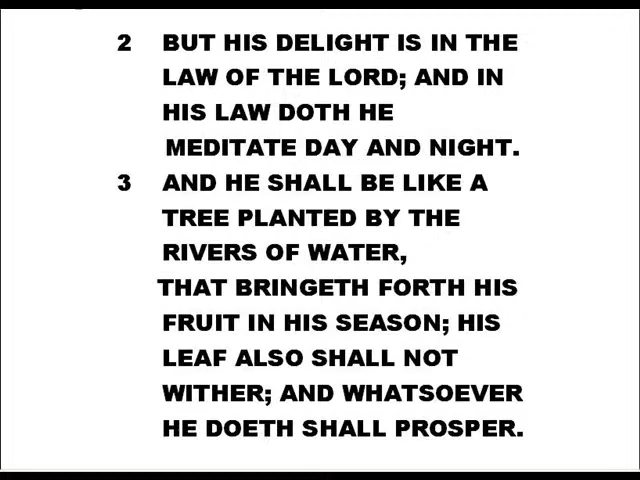 2 BUT HIS DELIGHT IS IN THE
LAW OF THE LORD; AND IN
HIS LAW DOTH HE
MEDITATE DAY AND NIGHT.
3 AND HE SHALL BE LIKE A
TREE PLANTED BY THE
RIVERS OF WATER,
THAT BRINGETH FORTH HIS
FRUIT IN HIS SEASON; HIS
LEAF ALSO SHALL NOT
WITHER; AND WHATSOEVER
HE DOETH SHALL PROSPER.